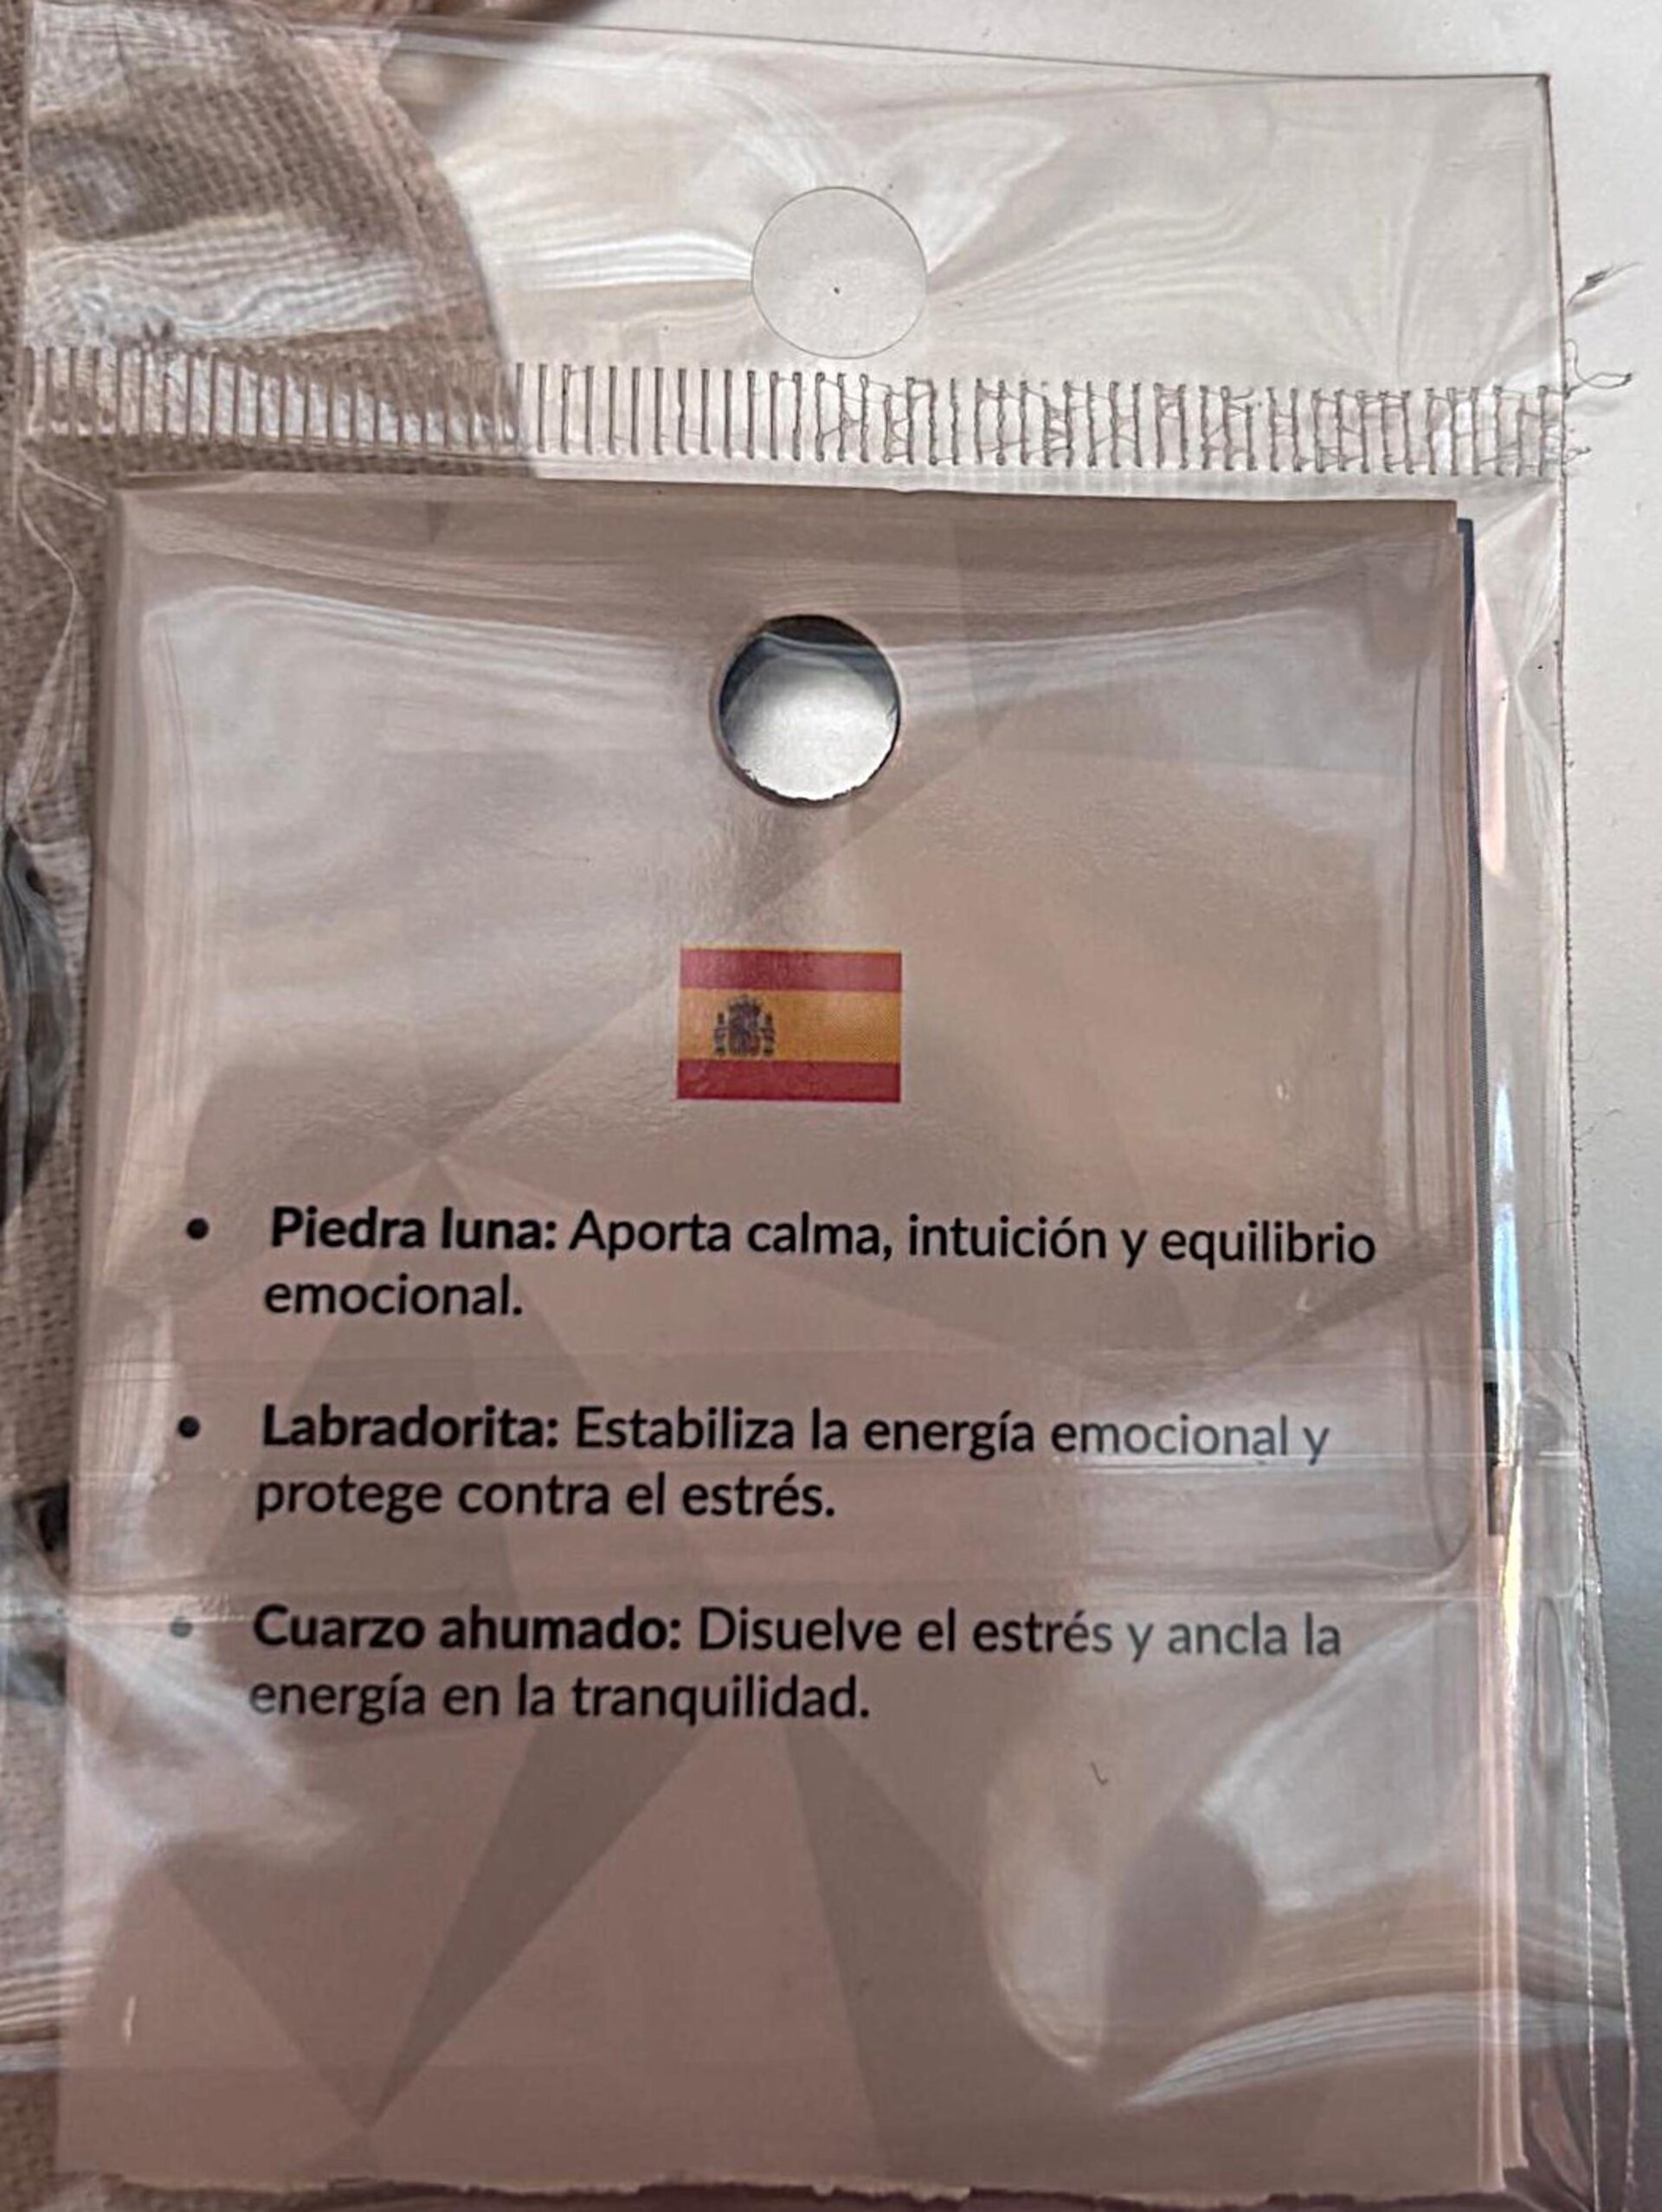 • Piedra luna: Aporta calma, intuición y equilibrio
emocional.
• Labradorita: Estabiliza la energía emocional y
protege contra el estrés.
• Cuarzo ahumado: Disuelve el estrés y ancla la
energía en la tranquilidad.